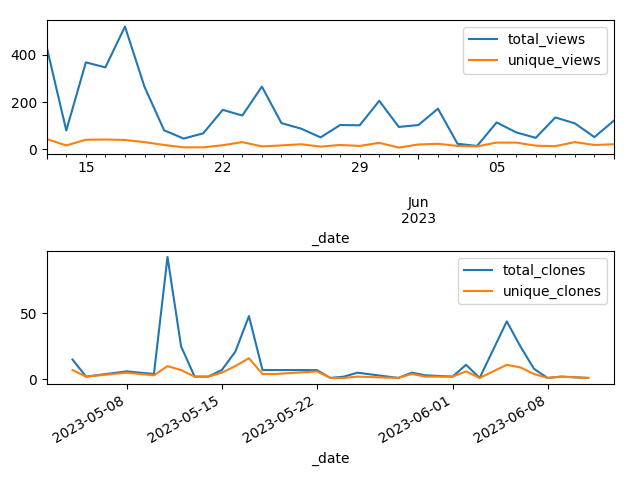 400
200
0
total_views
unique_views
15
22
29
05
Jun
2023
_date
50
0
total_clones
unique_clones
2023-05-08
2023-05-15
2023-05-22
2023-06-01
2023-06-08
_date